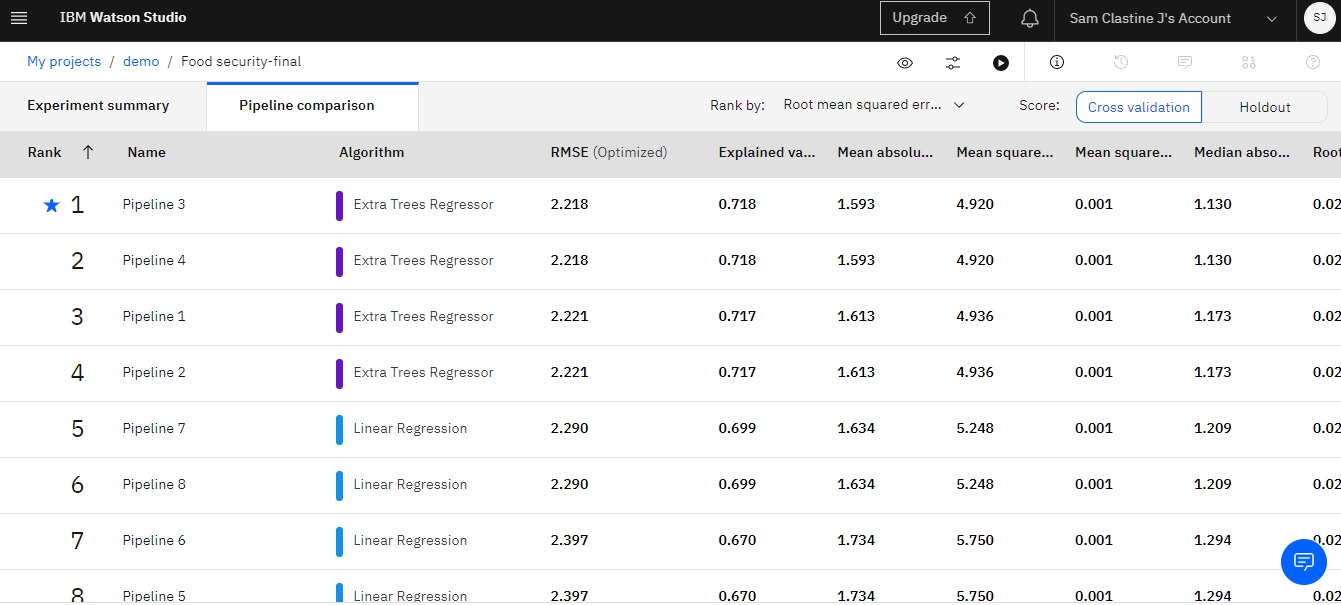 IBM Watson Studio Upgrade Sam Clastine J's Account SJ
My projects / demo / Food security-final
Experiment summary Pipeline comparison Rank by: Root mean squared err... Score: Cross validation Holdout
Rank Name Algorithm RMSE (Optimized) Explained va... Mean absolu... Mean square... Mean square... Median abso... Root
1 Pipeline 3 Extra Trees Regressor 2.218 0.718 1.593 4.920 0.001 1.130 0.02
2 Pipeline 4 Extra Trees Regressor 2.218 0.718 1.593 4.920 0.001 1.130 0.02
3 Pipeline 1 Extra Trees Regressor 2.221 0.717 1.613 4.936 0.001 1.173 0.02
4 Pipeline 2 Extra Trees Regressor 2.221 0.717 1.613 4.936 0.001 1.173 0.02
5 Pipeline 7 Linear Regression 2.290 0.699 1.634 5.248 0.001 1.209 0.02
6 Pipeline 8 Linear Regression 2.290 0.699 1.634 5.248 0.001 1.209 0.02
7 Pipeline 6 Linear Regression 2.397 0.670 1.734 5.750 0.001 1.294 0.02
8 Pipeline 5 Linear Regression 2.397 0.670 1.734 5.750 0.001 1.294 0.02